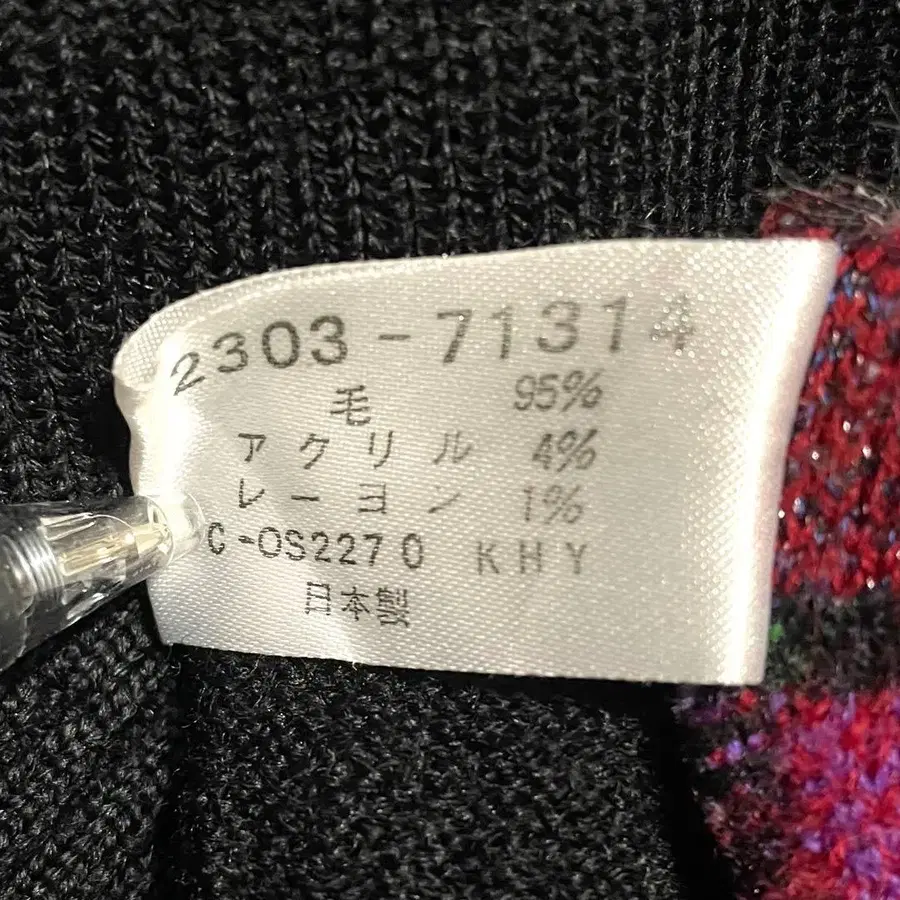 2303-71314
毛 95%
アクリル 4%
レーヨン 1%
C-OS2270 KHY
日本製